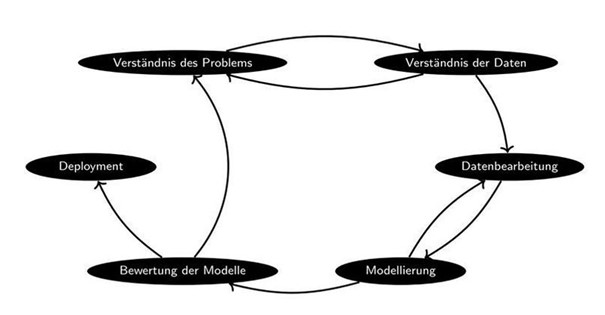 Verständnis des Problems
Verständnis der Daten
Deployment
Datenbearbeitung
Bewertung der Modelle
Modellierung